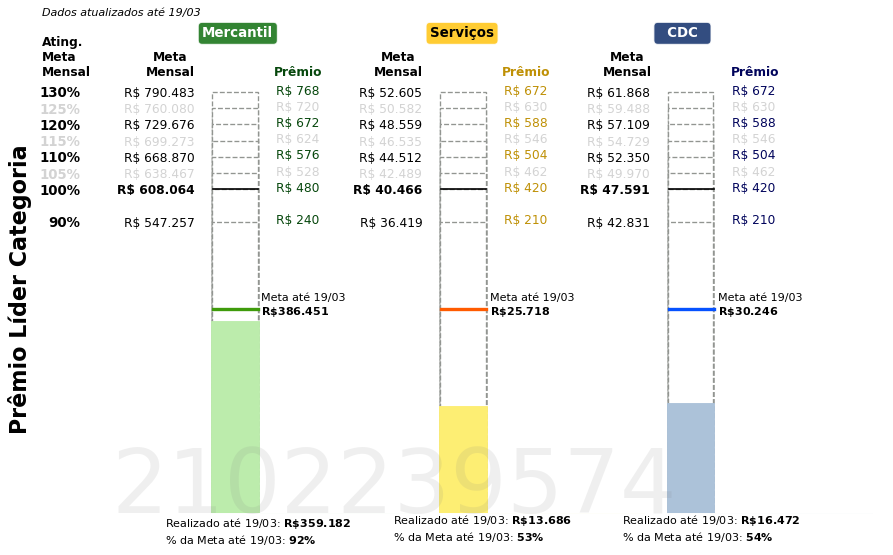 Dados atualizados até 19/03
Mercantil
Serviços
CDC
Ating.
Meta
Mensal
Meta
Mensal
Prêmio
Meta
Mensal
Prêmio
Meta
Mensal
Prêmio
130% R$ 790.483 R$ 768 R$ 52.605 R$ 672 R$ 61.868 R$ 672
125% R$ 760.080 R$ 720 R$ 50.582 R$ 630 R$ 59.488 R$ 630
120% R$ 729.676 R$ 672 R$ 48.559 R$ 588 R$ 57.109 R$ 588
115% R$ 699.273 R$ 624 R$ 46.535 R$ 546 R$ 54.729 R$ 546
110% R$ 668.870 R$ 576 R$ 44.512 R$ 504 R$ 52.350 R$ 504
105% R$ 638.467 R$ 528 R$ 42.489 R$ 462 R$ 49.970 R$ 462
100% R$ 608.064 R$ 480 R$ 40.466 R$ 420 R$ 47.591 R$ 420
90% R$ 547.257 R$ 240 R$ 36.419 R$ 210 R$ 42.831 R$ 210
Prêmio Líder Categoria
Meta até 19/03
R$386.451
Meta até 19/03
R$25.718
Meta até 19/03
R$30.246
2102239574
Realizado até 19/03: R$359.182
% da Meta até 19/03: 92%
Realizado até 19/03: R$13.686
% da Meta até 19/03: 53%
Realizado até 19/03: R$16.472
% da Meta até 19/03: 54%